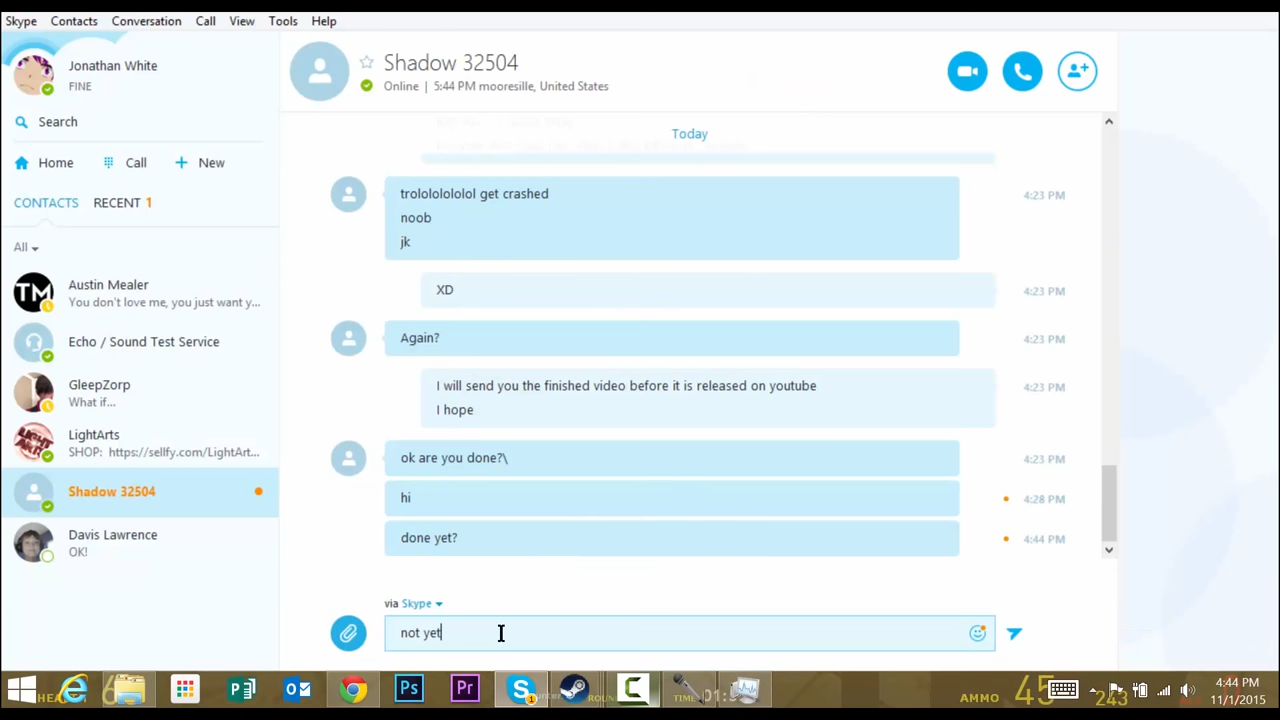 Skype Contacts Conversation Call View Tools Help
Jonathan White
FINE
Search
Home Call New
CONTACTS RECENT 1
All
Austin Mealer
You don't love me, you just want y...
Echo / Sound Test Service
GleepZorp
What if...
LightArts
SHOP: https://sellfy.com/LightArt...
Shadow 32504
Davis Lawrence
OK!
Shadow 32504
Online | 5:44 PM mooresille, United States
Today
trolololololol get crashed 4:23 PM
noob
jk
XD 4:23 PM
Again? 4:23 PM
I will send you the finished video before it is released on youtube 4:23 PM
I hope
ok are you done?\ 4:23 PM
hi 4:28 PM
done yet? 4:44 PM
via Skype
not yet
TM
Ps
Pr
TIME
AMMO 45
243
4:44 PM
11/1/2015